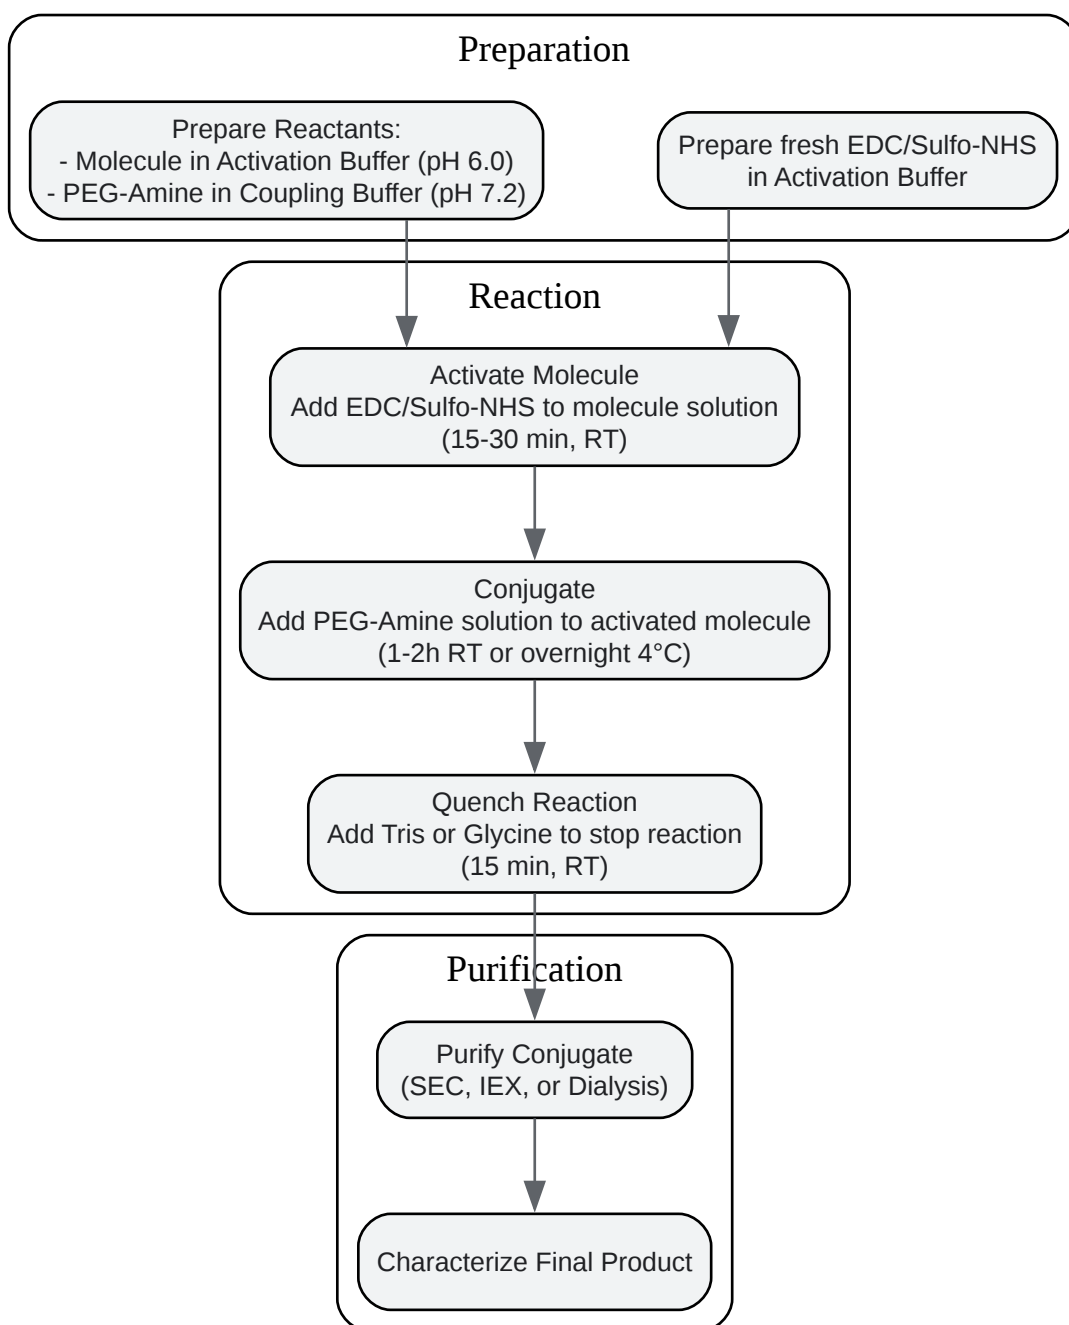 Preparation
Prepare Reactants:
- Molecule in Activation Buffer (pH 6.0)
- PEG-Amine in Coupling Buffer (pH 7.2)
Prepare fresh EDC/Sulfo-NHS
in Activation Buffer
Reaction
Activate Molecule
Add EDC/Sulfo-NHS to molecule solution
(15-30 min, RT)
Conjugate
Add PEG-Amine solution to activated molecule
(1-2h RT or overnight 4°C)
Quench Reaction
Add Tris or Glycine to stop reaction
(15 min, RT)
Purification
Purify Conjugate
(SEC, IEX, or Dialysis)
Characterize Final Product